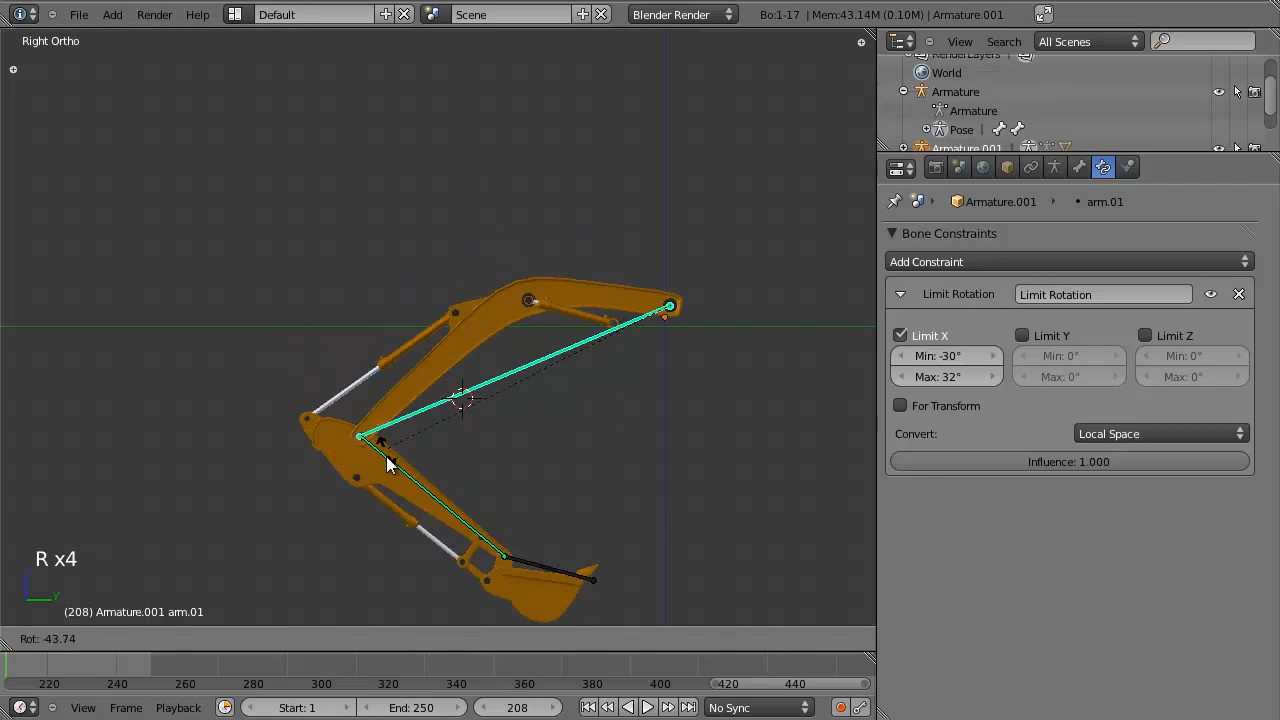 File Add Render Help Default Scene Blender Render Bo:1-17 | Mem:43.14M (0.10M) | Armature.001
Right Ortho
View Search All Scenes
RenderLayers
World
Armature
Armature
Pose
Armature.001
Armature.001 arm.01
Bone Constraints
Add Constraint
Limit Rotation Limit Rotation
Limit X Limit Y Limit Z
Min: -30° Min: 0° Min: 0°
Max: 32° Max: 0° Max: 0°
For Transform
Convert: Local Space
Influence: 1.000
R x4
y
(208) Armature.001 arm.01
Rot: -43.74
220 240 260 280 300 320 340 360 380 400 420 440
View Frame Playback Start: 1 End: 250 208 No Sync